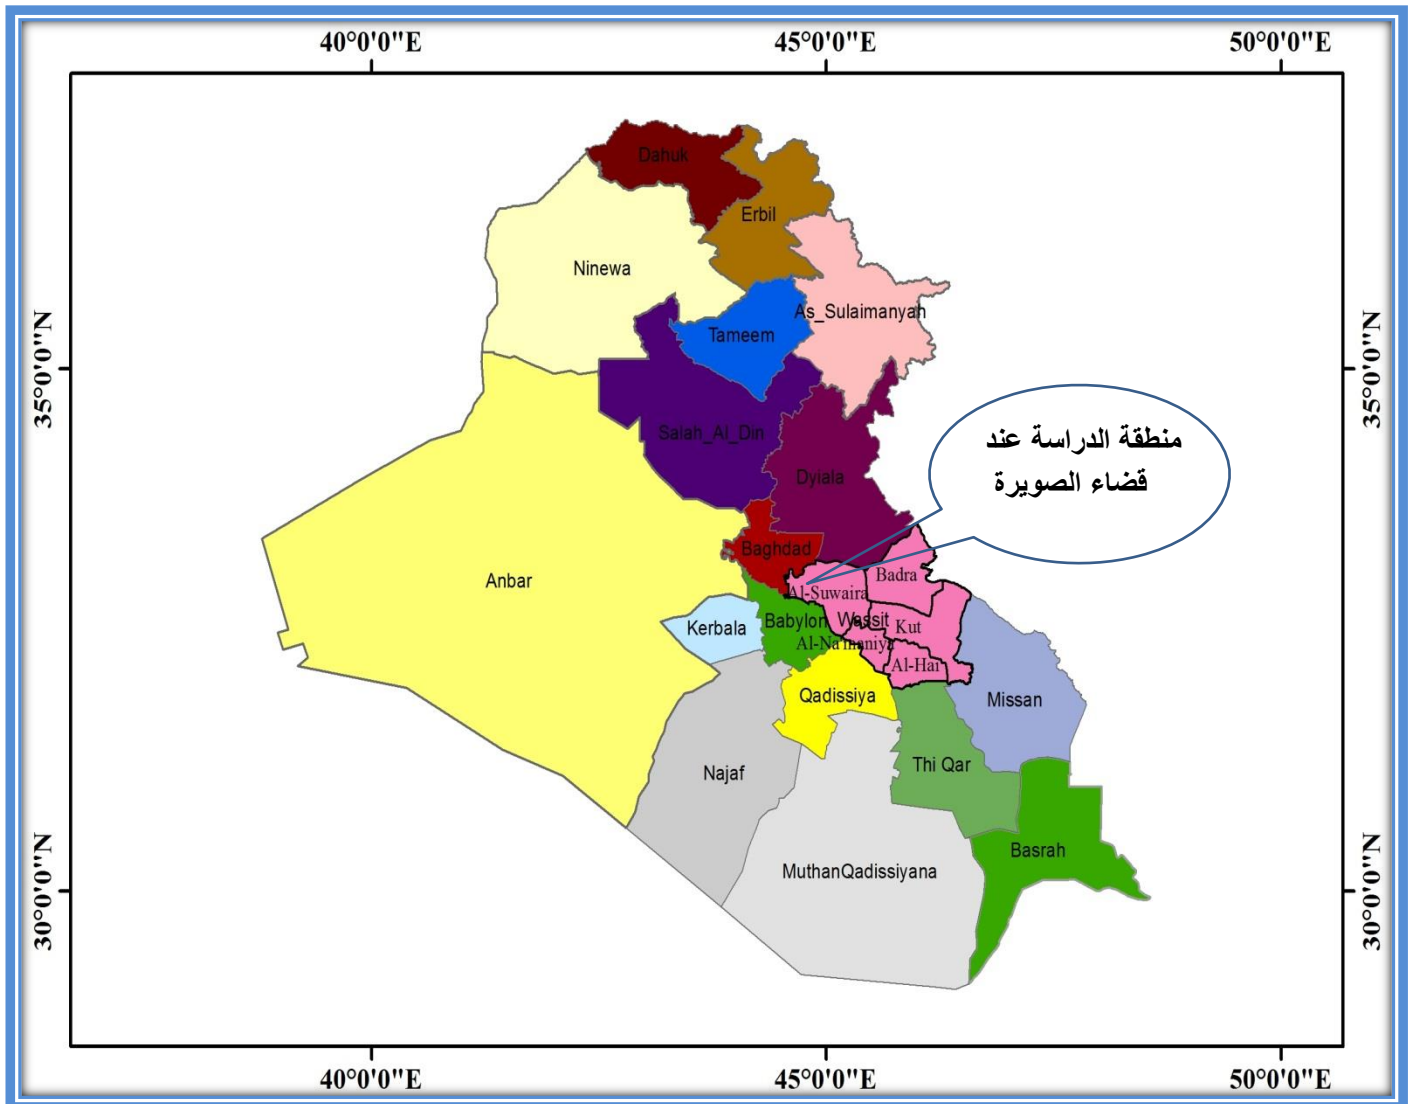 40°0'0"E
45°0'0"E
50°0'0"E
Dahuk
Erbil
Ninewa
As_Sulaimanyah
Tameem
35°0'0"N
35°0'0"N
Salah_Al_Din
منطقة الدراسة عند
قضاء الصويرة
Dyiala
Baghdad
Anbar
Badra
Al-Suwaira
Kerbala
Babylon
Wassit
Kut
Al-Na'maniya
Al-Hai
Qadissiya
Missan
Najaf
Thi Qar
Basrah
MuthanQadissiyana
30°0'0"N
30°0'0"N
40°0'0"E
45°0'0"E
50°0'0"E